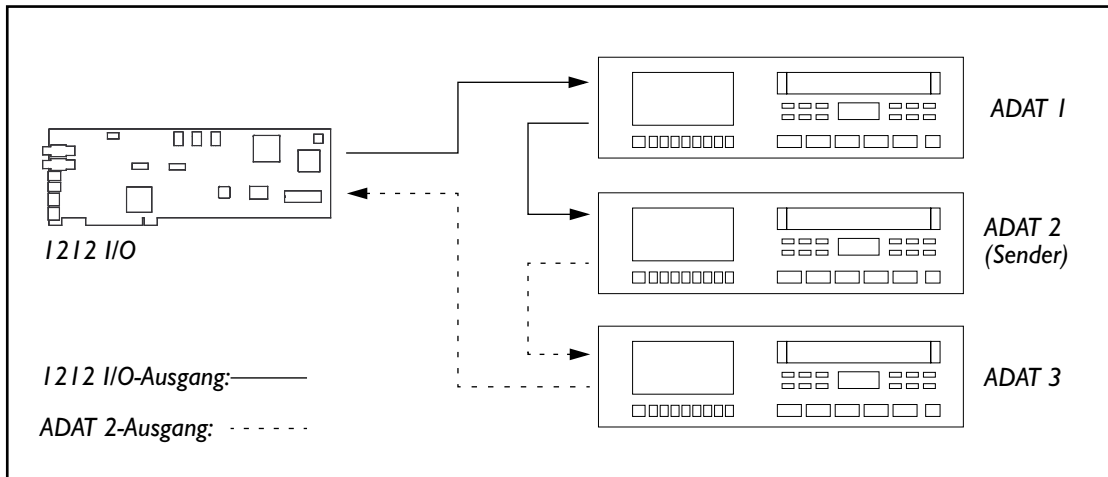 ADAT 1
1212 I/O
ADAT 2
(Sender)
1212 I/O-Ausgang:
ADAT 3
ADAT 2-Ausgang: